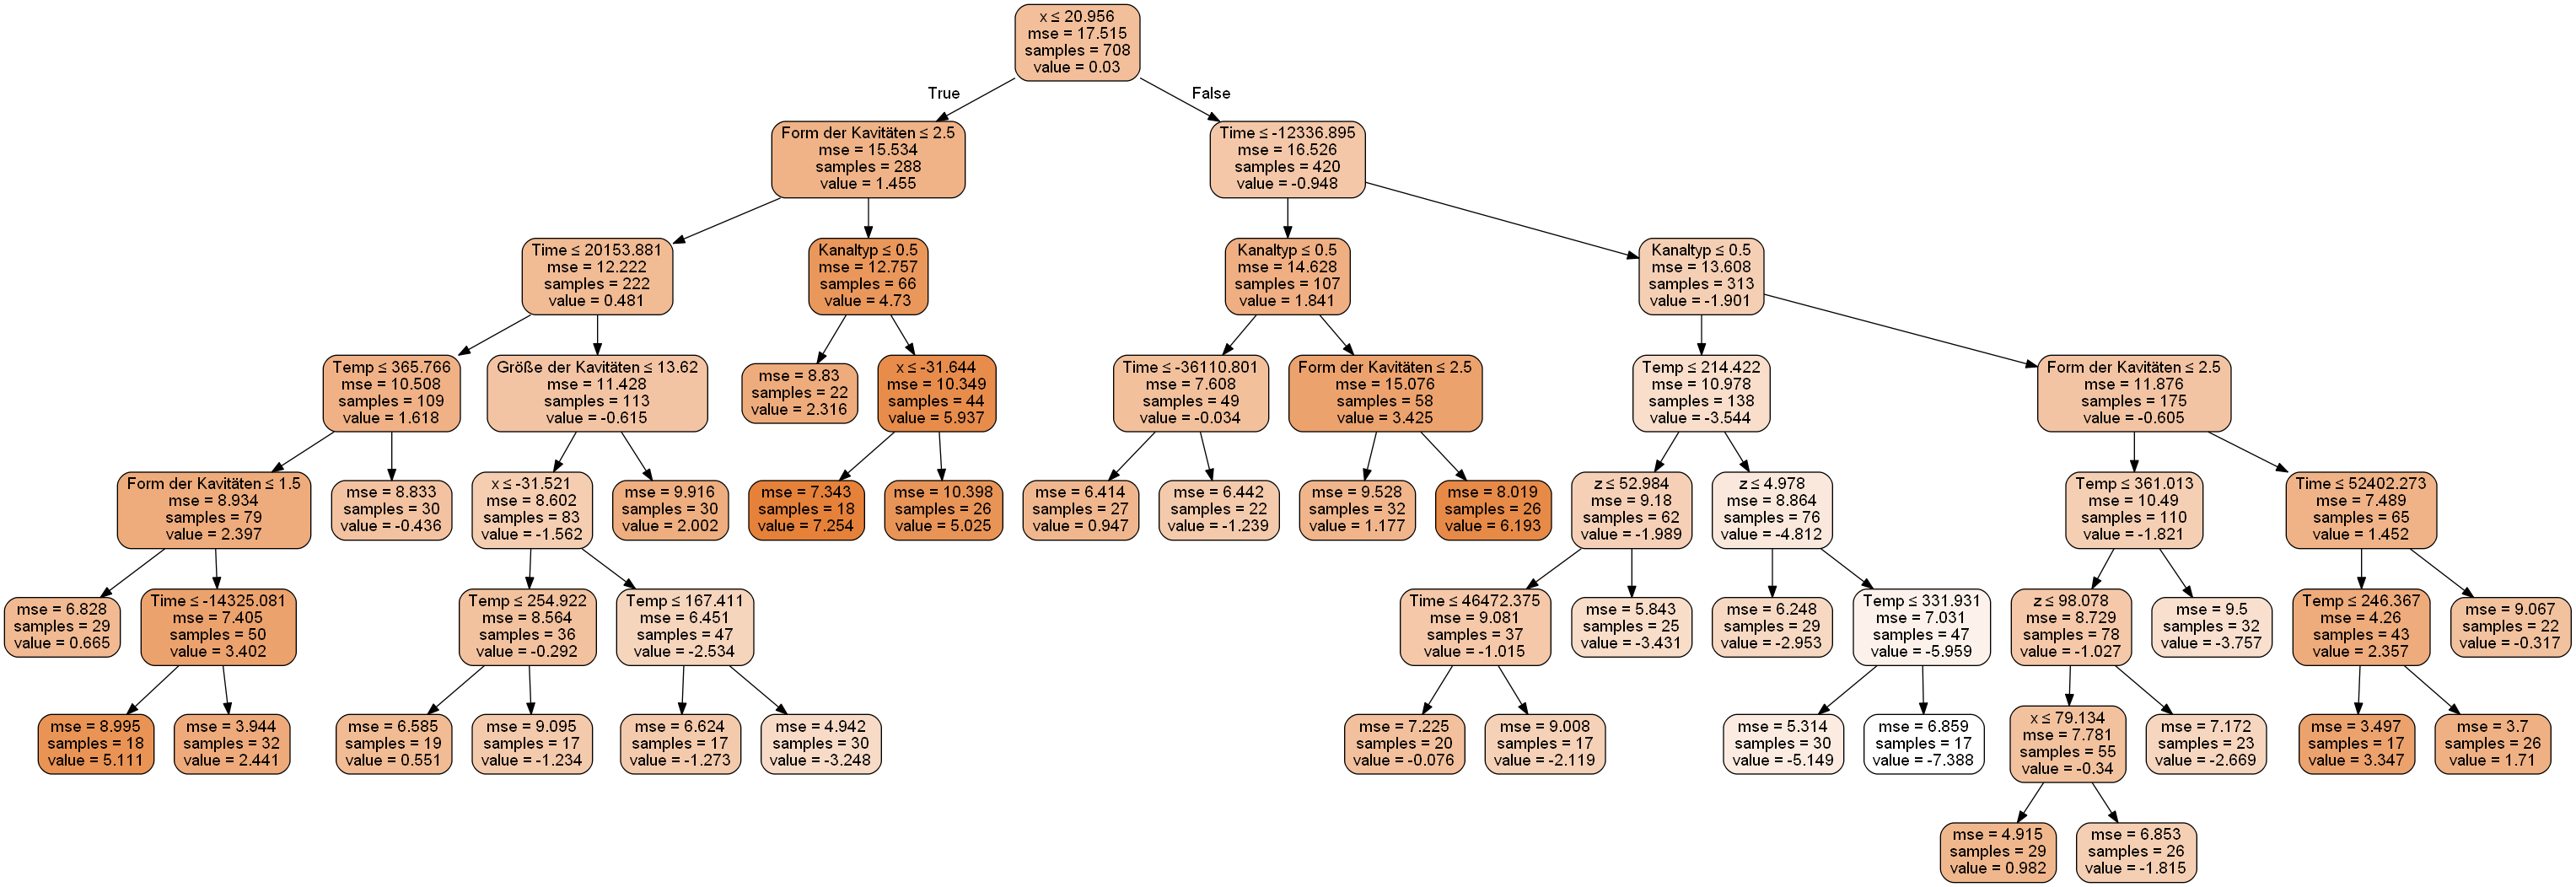 x ≤ 20.956
mse = 17.515
samples = 708
value = 0.03
True
False
Form der Kavitäten ≤ 2.5
mse = 15.534
samples = 288
value = 1.455
Time ≤ -12336.895
mse = 16.526
samples = 420
value = -0.948
Time ≤ 20153.881
mse = 12.222
samples = 222
value = 0.481
Kanaltyp ≤ 0.5
mse = 12.757
samples = 66
value = 4.73
Kanaltyp ≤ 0.5
mse = 14.628
samples = 107
value = 1.841
Kanaltyp ≤ 0.5
mse = 13.608
samples = 313
value = -1.901
Temp ≤ 365.766
mse = 10.508
samples = 109
value = 1.618
Größe der Kavitäten ≤ 13.62
mse = 11.428
samples = 113
value = -0.615
mse = 8.83
samples = 22
value = 2.316
x ≤ -31.644
mse = 10.349
samples = 44
value = 5.937
Time ≤ -36110.801
mse = 7.608
samples = 49
value = -0.034
Form der Kavitäten ≤ 2.5
mse = 15.076
samples = 58
value = 3.425
Temp ≤ 214.422
mse = 10.978
samples = 138
value = -3.544
Form der Kavitäten ≤ 2.5
mse = 11.876
samples = 175
value = -0.605
Form der Kavitäten ≤ 1.5
mse = 8.934
samples = 79
value = 2.397
mse = 8.833
samples = 30
value = -0.436
x ≤ -31.521
mse = 8.602
samples = 83
value = -1.562
mse = 9.916
samples = 30
value = 2.002
mse = 7.343
samples = 18
value = 7.254
mse = 10.398
samples = 26
value = 5.025
mse = 6.414
samples = 27
value = 0.947
mse = 6.442
samples = 22
value = -1.239
mse = 9.528
samples = 32
value = 1.177
mse = 8.019
samples = 26
value = 6.193
z ≤ 52.984
mse = 9.18
samples = 62
value = -1.989
z ≤ 4.978
mse = 8.864
samples = 76
value = -4.812
Temp ≤ 361.013
mse = 10.49
samples = 110
value = -1.821
Time ≤ 52402.273
mse = 7.489
samples = 65
value = 1.452
mse = 6.828
samples = 29
value = 0.665
Time ≤ -14325.081
mse = 7.405
samples = 50
value = 3.402
Temp ≤ 254.922
mse = 8.564
samples = 36
value = -0.292
Temp ≤ 167.411
mse = 6.451
samples = 47
value = -2.534
Time ≤ 46472.375
mse = 9.081
samples = 37
value = -1.015
mse = 5.843
samples = 25
value = -3.431
mse = 6.248
samples = 29
value = -2.953
Temp ≤ 331.931
mse = 7.031
samples = 47
value = -5.959
z ≤ 98.078
mse = 8.729
samples = 78
value = -1.027
mse = 9.5
samples = 32
value = -3.757
Temp ≤ 246.367
mse = 4.26
samples = 43
value = 2.357
mse = 9.067
samples = 22
value = -0.317
mse = 8.995
samples = 18
value = 5.111
mse = 3.944
samples = 32
value = 2.441
mse = 6.585
samples = 19
value = 0.551
mse = 9.095
samples = 17
value = -1.234
mse = 6.624
samples = 17
value = -1.273
mse = 4.942
samples = 30
value = -3.248
mse = 7.225
samples = 20
value = -0.076
mse = 9.008
samples = 17
value = -2.119
mse = 5.314
samples = 30
value = -5.149
mse = 6.859
samples = 17
value = -7.388
x ≤ 79.134
mse = 7.781
samples = 55
value = -0.34
mse = 7.172
samples = 23
value = -2.669
mse = 3.497
samples = 17
value = 3.347
mse = 3.7
samples = 26
value = 1.71
mse = 4.915
samples = 29
value = 0.982
mse = 6.853
samples = 26
value = -1.815